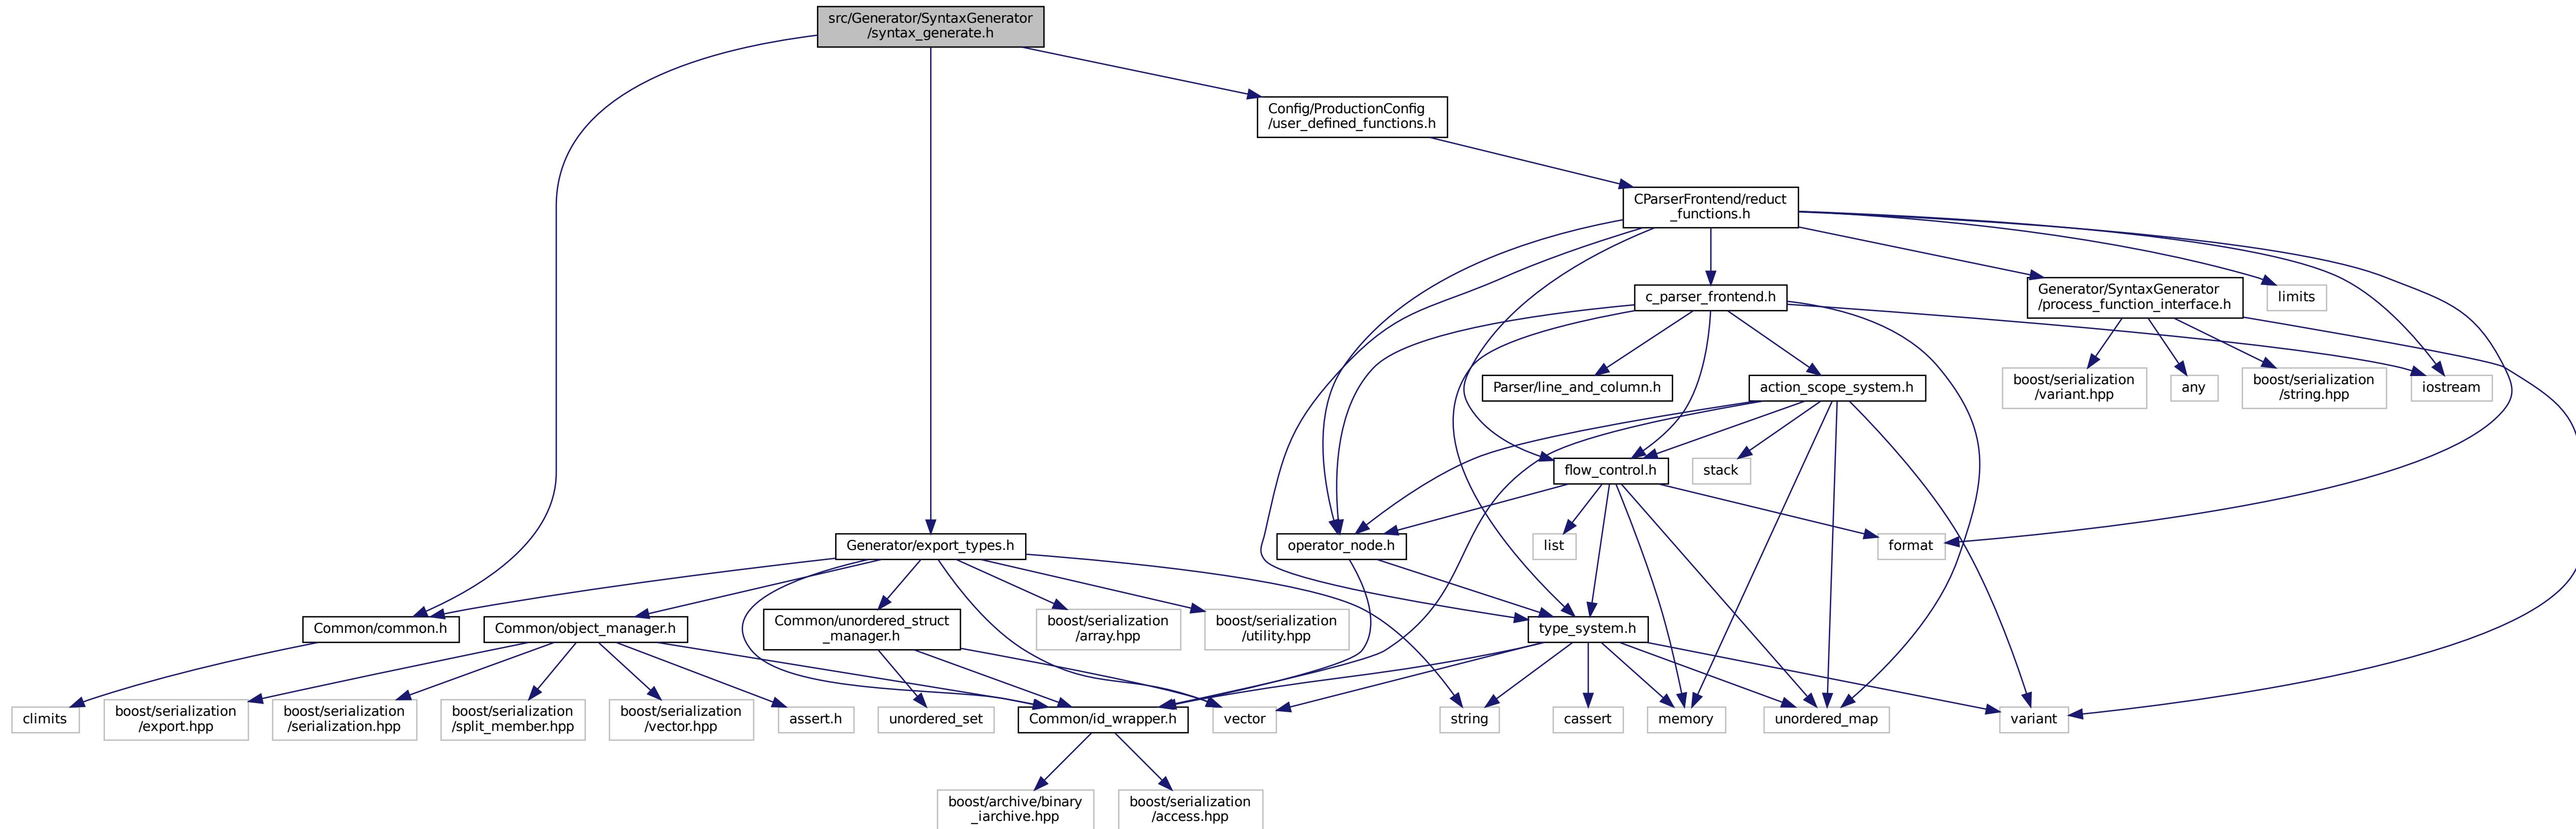 src/Generator/SyntaxGenerator
/syntax_generate.h
Config/ProductionConfig
/user_defined_functions.h
CParserFrontend/reduct
_functions.h
c_parser_frontend.h
Generator/SyntaxGenerator
/process_function_interface.h
limits
Parser/line_and_column.h
action_scope_system.h
boost/serialization
/variant.hpp
any
boost/serialization
/string.hpp
iostream
flow_control.h
stack
Generator/export_types.h
operator_node.h
list
format
Common/common.h
Common/object_manager.h
Common/unordered_struct
_manager.h
boost/serialization
/array.hpp
boost/serialization
/utility.hpp
type_system.h
climits
boost/serialization
/export.hpp
boost/serialization
/serialization.hpp
boost/serialization
/split_member.hpp
boost/serialization
/vector.hpp
assert.h
unordered_set
Common/id_wrapper.h
vector
string
cassert
memory
unordered_map
variant
boost/archive/binary
_iarchive.hpp
boost/serialization
/access.hpp